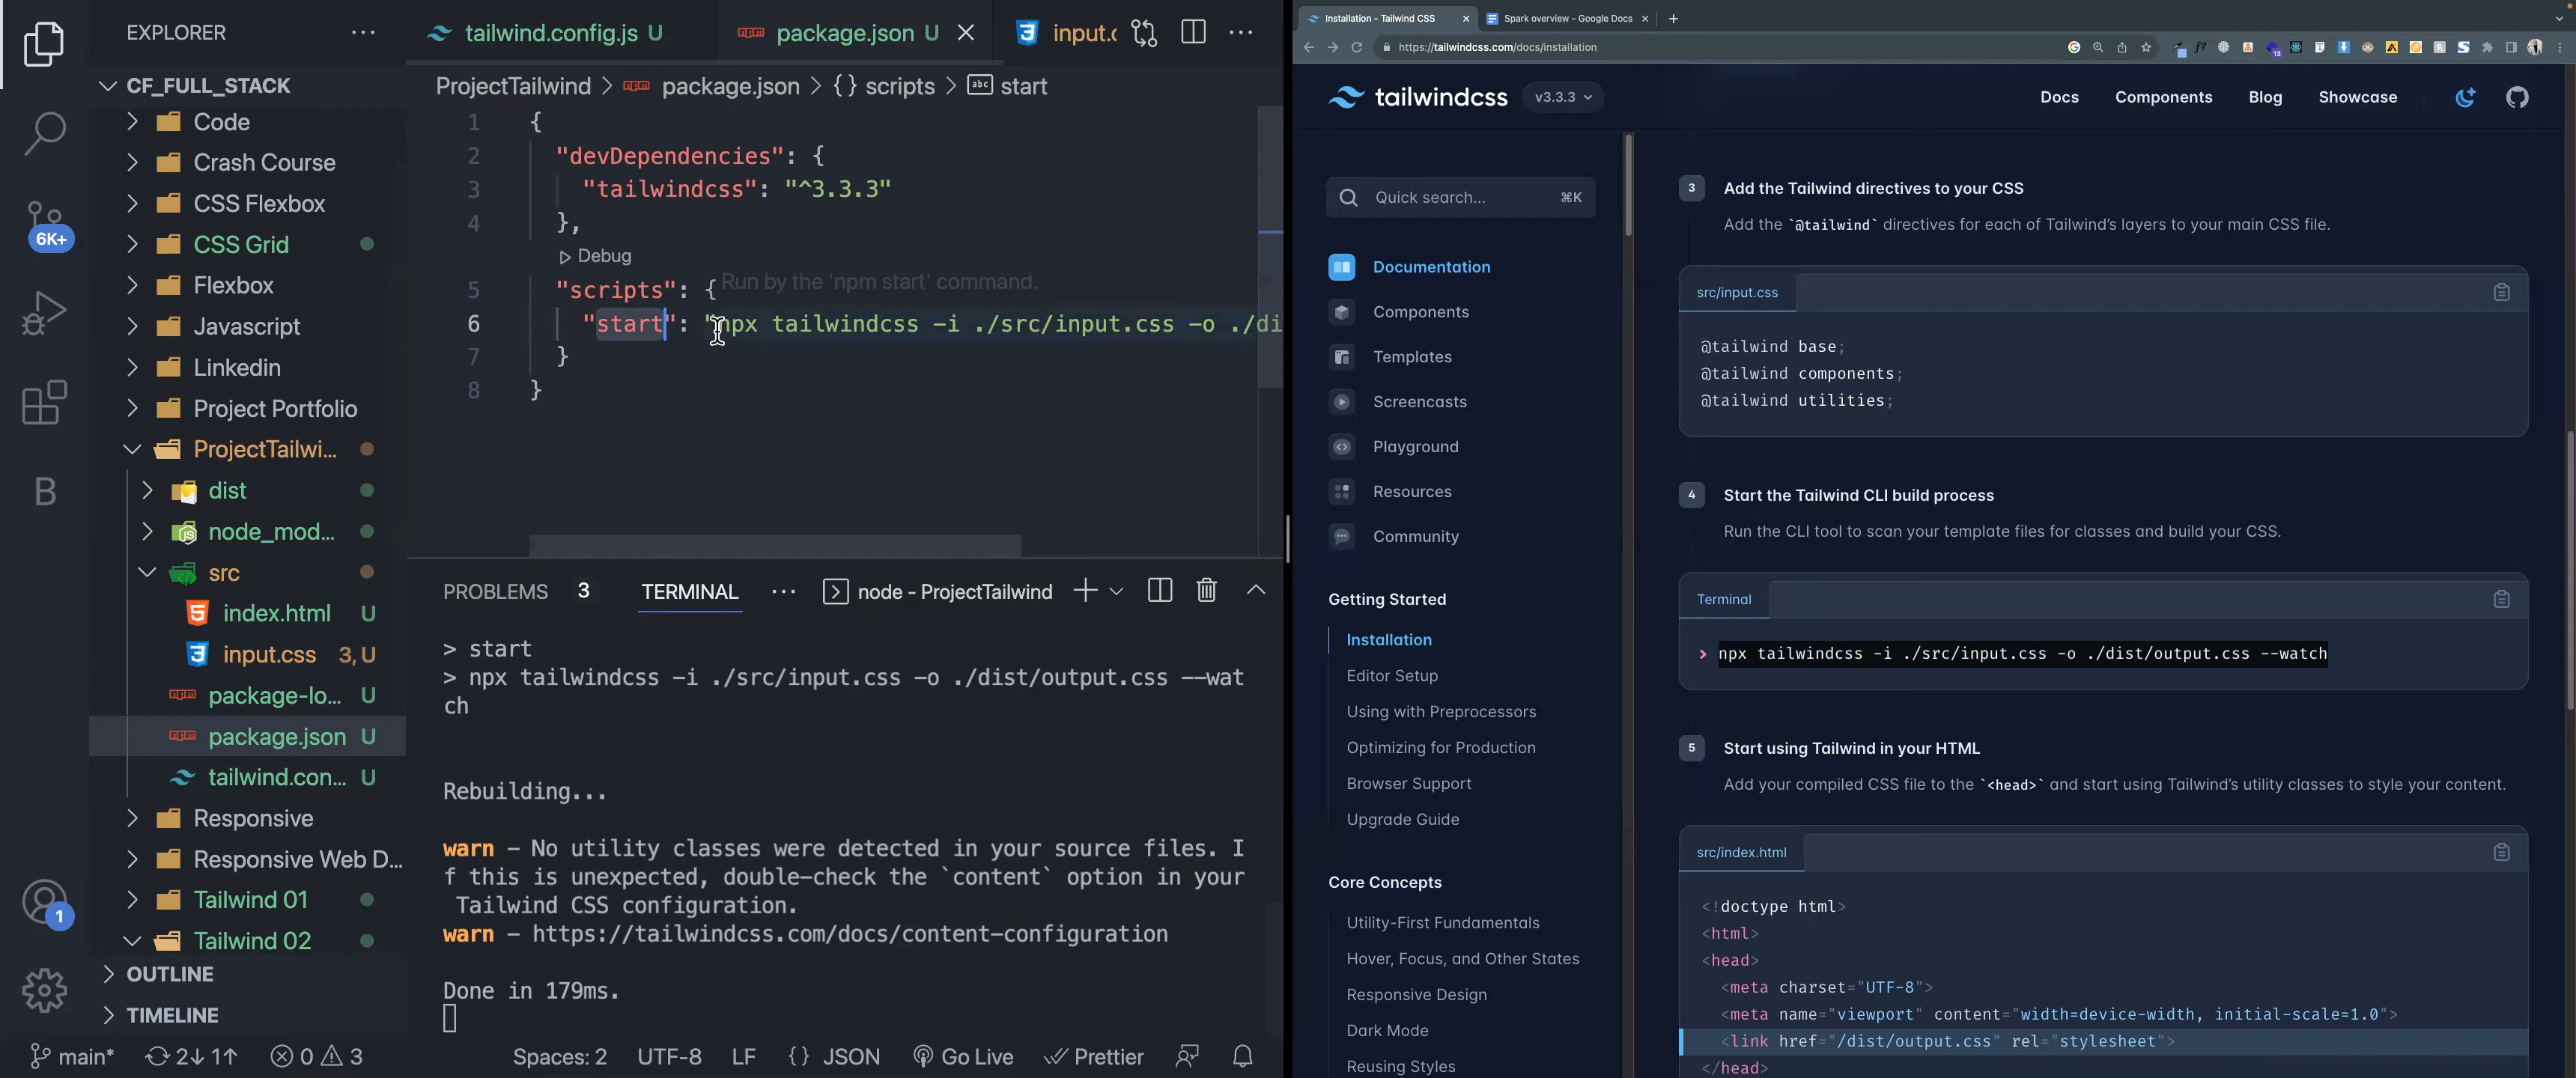 EXPLORER
CF_FULL_STACK
Code
Crash Course
CSS Flexbox
CSS Grid
Flexbox
Javascript
Linkedin
Project Portfolio
ProjectTailwi...
dist
node_mod...
src
index.html U
input.css 3, U
package-lo... U
package.json U
tailwind.con... U
Responsive
Responsive Web D...
Tailwind 01
Tailwind 02
OUTLINE
TIMELINE
6K+
B
1
tailwind.config.js U
package.json U
input.c
ProjectTailwind > package.json > {} scripts > abc start
1 {
2 "devDependencies": {
3 "tailwindcss": "^3.3.3"
4 },
Debug
5 "scripts": {
Run by the 'npm start' command.
6 "start": "npx tailwindcss -i ./src/input.css -o ./di
7 }
8 }
PROBLEMS 3 TERMINAL ... node - ProjectTailwind
> start
> npx tailwindcss -i ./src/input.css -o ./dist/output.css --wat
ch
Rebuilding...
warn - No utility classes were detected in your source files. I
f this is unexpected, double-check the `content` option in your
Tailwind CSS configuration.
warn - https://tailwindcss.com/docs/content-configuration
Done in 179ms.
main* 2↓ 1↑ 0 3 Spaces: 2 UTF-8 LF {} JSON Go Live Prettier
Installation - Tailwind CSS
Spark overview - Google Docs
https://tailwindcss.com/docs/installation
13
tailwindcss v3.3.3
Docs Components Blog Showcase
Quick search... ⌘K
Documentation
Components
Templates
Screencasts
Playground
Resources
Community
Getting Started
Installation
Editor Setup
Using with Preprocessors
Optimizing for Production
Browser Support
Upgrade Guide
Core Concepts
Utility-First Fundamentals
Hover, Focus, and Other States
Responsive Design
Dark Mode
Reusing Styles
3 Add the Tailwind directives to your CSS
Add the `@tailwind` directives for each of Tailwind's layers to your main CSS file.
src/input.css
@tailwind base;
@tailwind components;
@tailwind utilities;
4 Start the Tailwind CLI build process
Run the CLI tool to scan your template files for classes and build your CSS.
Terminal
> npx tailwindcss -i ./src/input.css -o ./dist/output.css --watch
5 Start using Tailwind in your HTML
Add your compiled CSS file to the `<head>` and start using Tailwind's utility classes to style your content.
src/index.html
<!doctype html>
<html>
<head>
<meta charset="UTF-8">
<meta name="viewport" content="width=device-width, initial-scale=1.0">
<link href="/dist/output.css" rel="stylesheet">
</head>